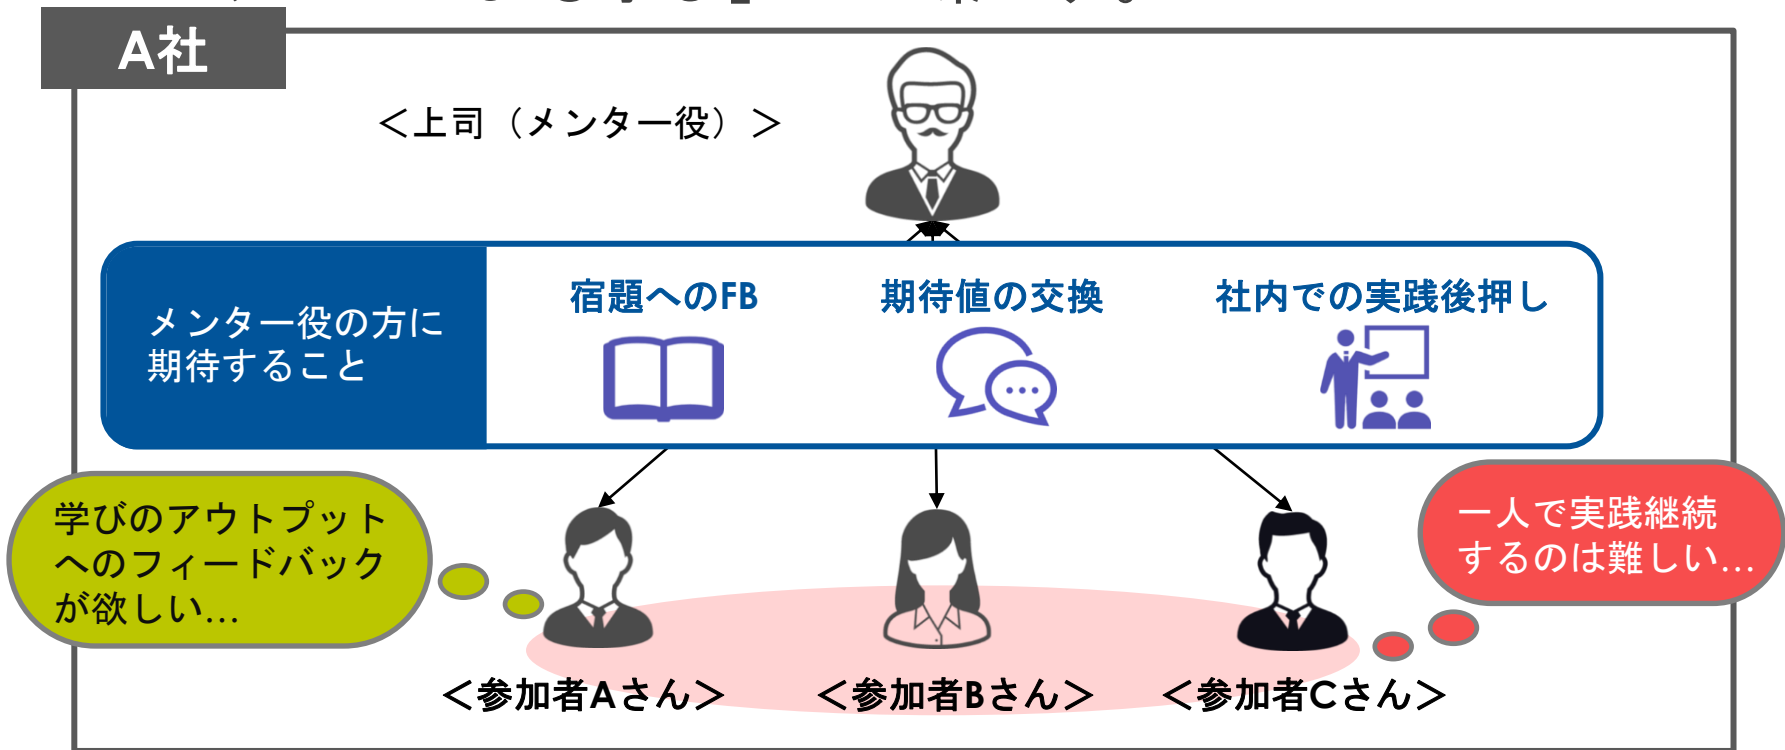 A社
＜上司（メンター役）＞
メンター役の方に
期待すること
宿題へのFB
期待値の交換
社内での実践後押し
学びのアウトプット
へのフィードバック
が欲しい…
一人で実践継続
するのは難しい…
＜参加者Aさん＞
＜参加者Bさん＞
＜参加者Cさん＞